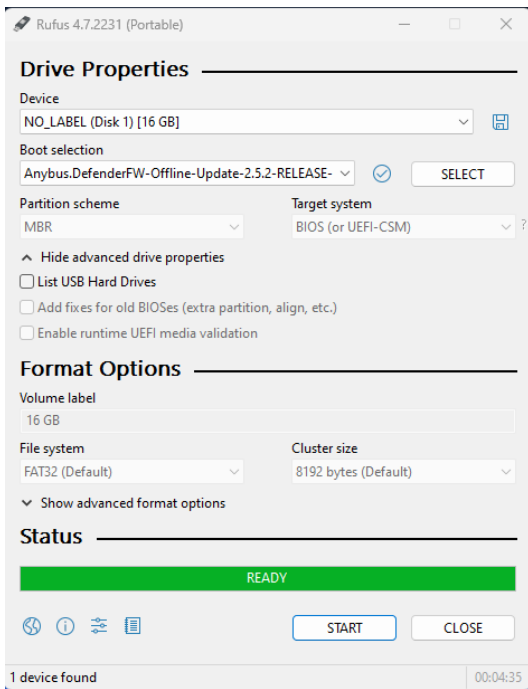 Rufus 4.7.2231 (Portable)
Drive Properties
Device
NO_LABEL (Disk 1) [16 GB]
Boot selection
Anybus.DefenderFW-Offline-Update-2.5.2-RELEASE-
SELECT
Partition scheme Target system
MBR BIOS (or UEFI-CSM) ?
Hide advanced drive properties
List USB Hard Drives
Add fixes for old BIOSes (extra partition, align, etc.)
Enable runtime UEFI media validation
Format Options
Volume label
16 GB
File system Cluster size
FAT32 (Default) 8192 bytes (Default)
Show advanced format options
Status
READY
START CLOSE
1 device found 00:04:35